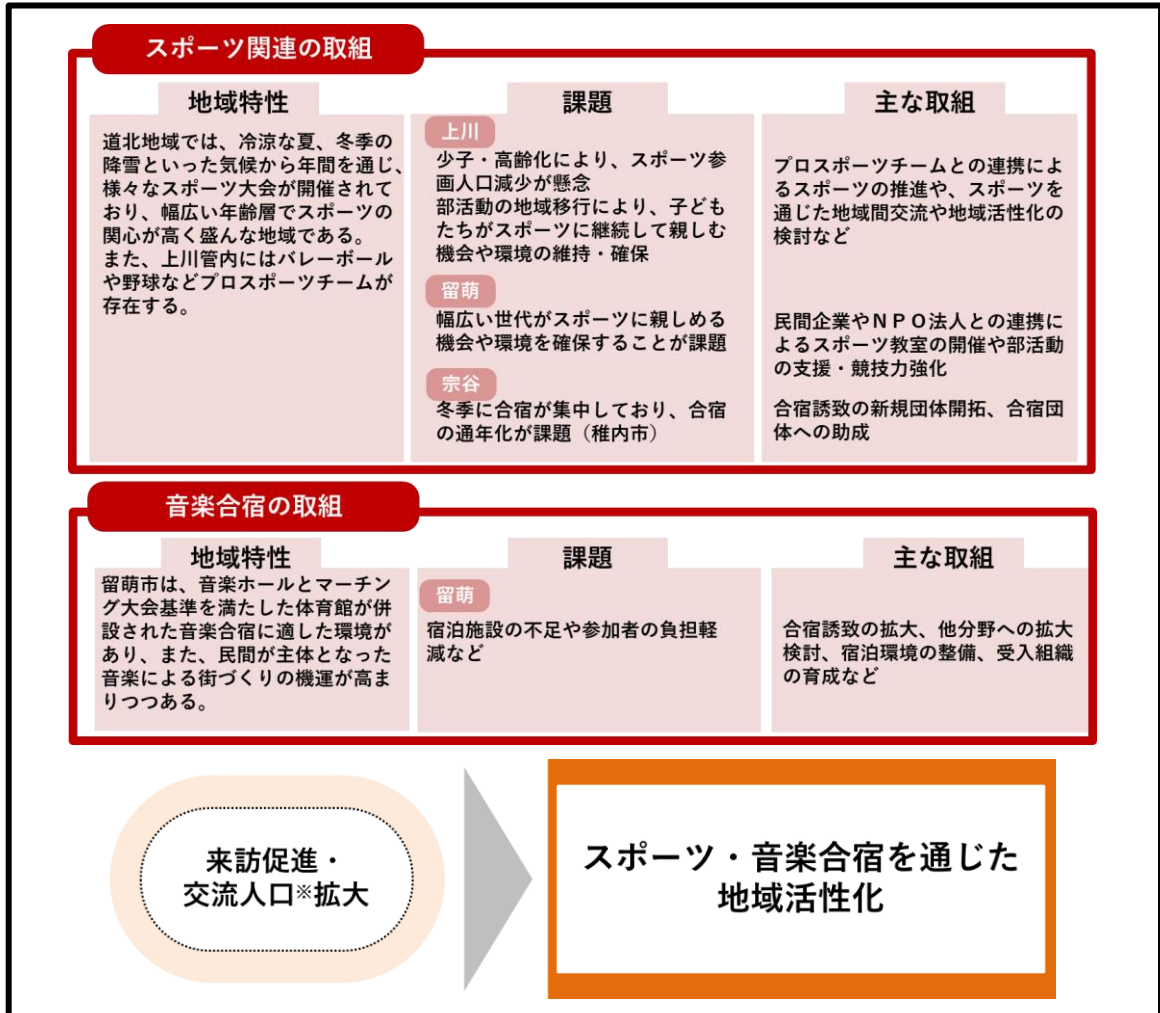 スポーツ関連の取組
地域特性
道北地域では、冷涼な夏、冬季の
降雪といった気候から年間を通じ、
様々なスポーツ大会が開催されて
おり、幅広い年齢層でスポーツの
関心が高く盛んな地域である。
また、上川管内にはバレーボール
や野球などプロスポーツチームが
存在する。
課題
上川
少子・高齢化により、スポーツ参
画人口減少が懸念
部活動の地域移行により、子ども
たちがスポーツに継続して親しむ
機会や環境の維持・確保
留萌
幅広い世代がスポーツに親しめる
機会や環境を確保することが課題
宗谷
冬季に合宿が集中しており、合宿
の通年化が課題（稚内市）
主な取組
プロスポーツチームとの連携によ
るスポーツの推進や、スポーツを
通じた地域間交流や地域活性化の
検討など
民間企業やＮＰＯ法人との連携に
よるスポーツ教室の開催や部活動
の支援・競技力強化
合宿誘致の新規団体開拓、合宿団
体への助成
音楽合宿の取組
地域特性
留萌市は、音楽ホールとマーチン
グ大会基準を満たした体育館が併
設された音楽合宿に適した環境が
あり、また、民間が主体となった
音楽による街づくりの機運が高ま
りつつある。
課題
留萌
宿泊施設の不足や参加者の負担軽
減など
主な取組
合宿誘致の拡大、他分野への拡大
検討、宿泊環境の整備、受入組織
の育成など
来訪促進・
交流人口※拡大
スポーツ・音楽合宿を通じた
地域活性化